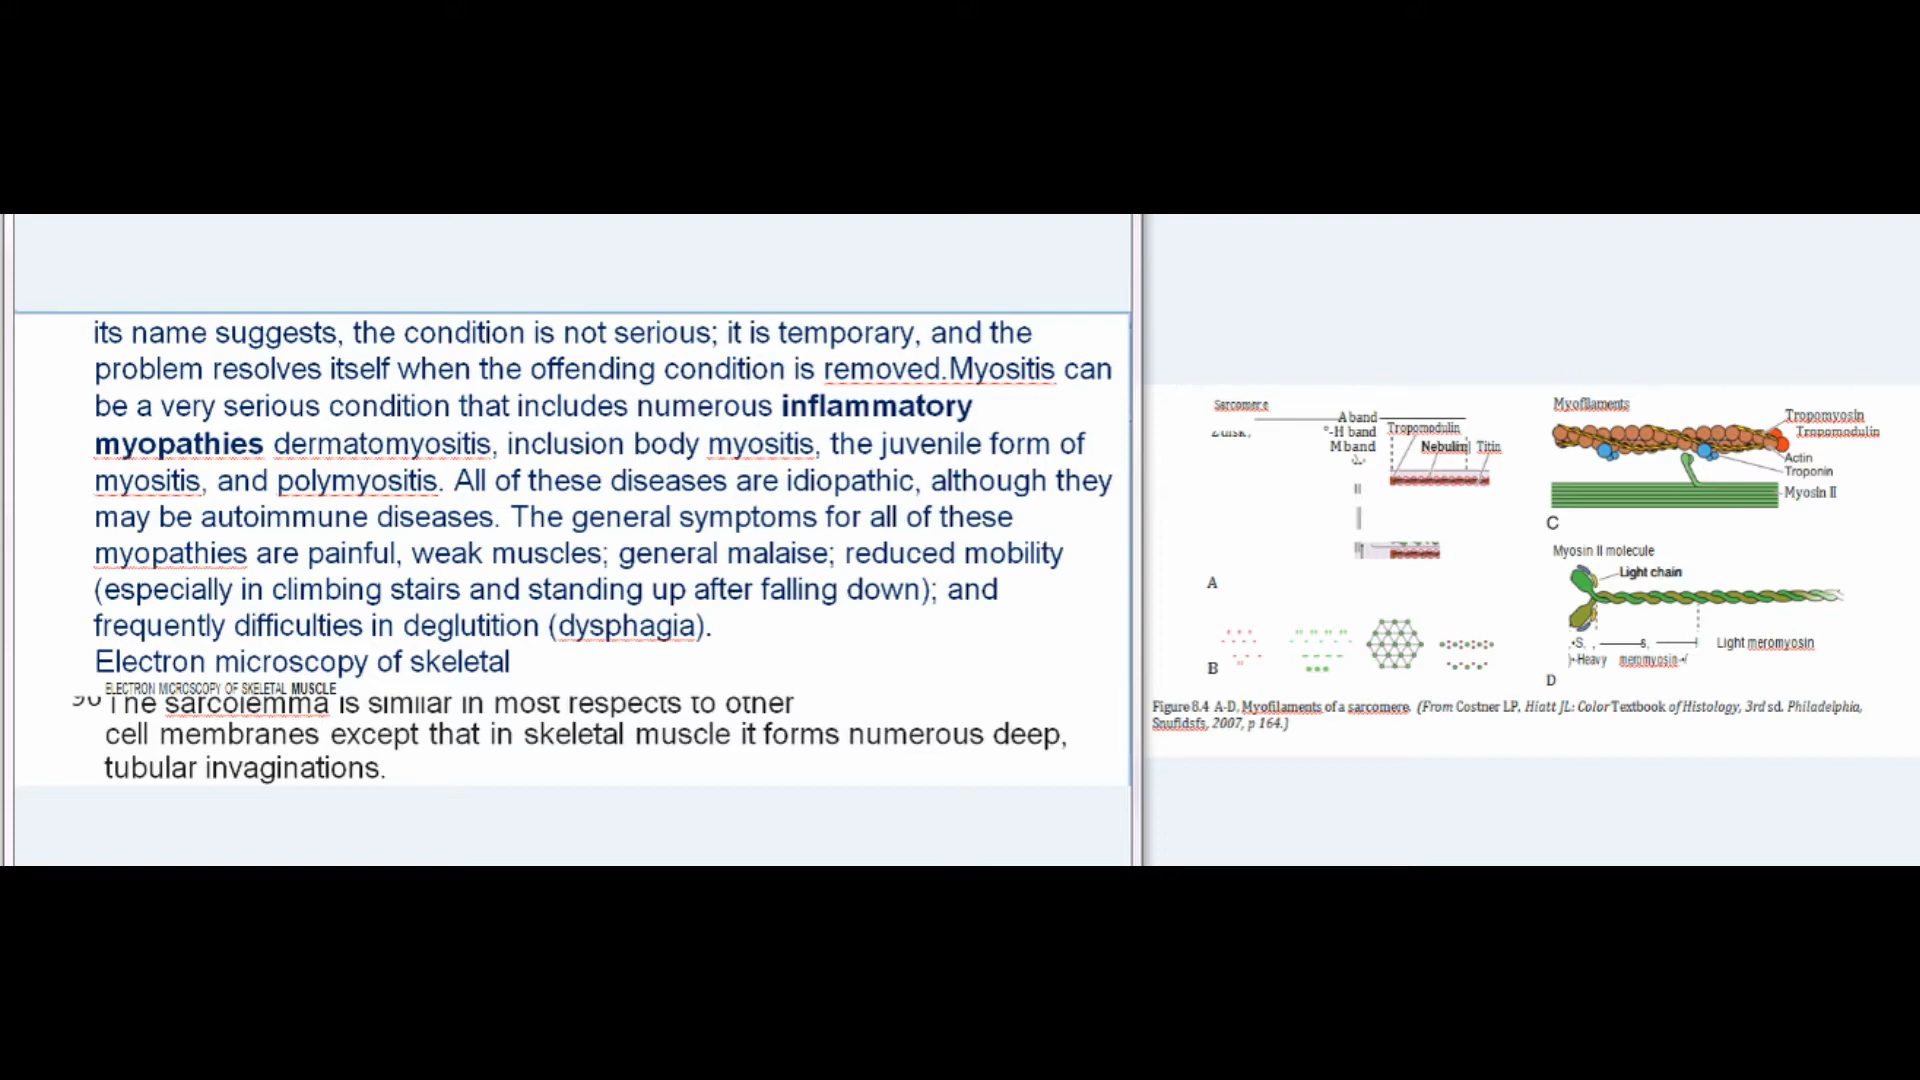 its name suggests, the condition is not serious; it is temporary, and the
problem resolves itself when the offending condition is removed.Myositis can
be a very serious condition that includes numerous inflammatory
myopathies dermatomyositis, inclusion body myositis, the juvenile form of
myositis, and polymyositis. All of these diseases are idiopathic, although they
may be autoimmune diseases. The general symptoms for all of these
myopathies are painful, weak muscles; general malaise; reduced mobility
(especially in climbing stairs and standing up after falling down); and
frequently difficulties in deglutition (dysphagia).
Electron microscopy of skeletal
ELECTRON MICROSCOPY OF SKELETAL MUSCLE
The sarcolemma is similar in most respects to other
cell membranes except that in skeletal muscle it forms numerous deep,
tubular invaginations.
Sarcomere
A band
H band
M band
Tropomodulin
Nebulin
Titin
A
B
Myofilaments
Tropomyosin
Tropomodulin
Actin
Troponin
Myosin II
C
Myosin II molecule
Light chain
Light meromyosin
Heavy meromyosin
D
Figure 8.4 A-D, Myofilaments of a sarcomere. (From Costner LP, Hiatt JL: Color Textbook of Histology, 3rd sd. Philadelphia,
Snufidsfs, 2007, p 164.)